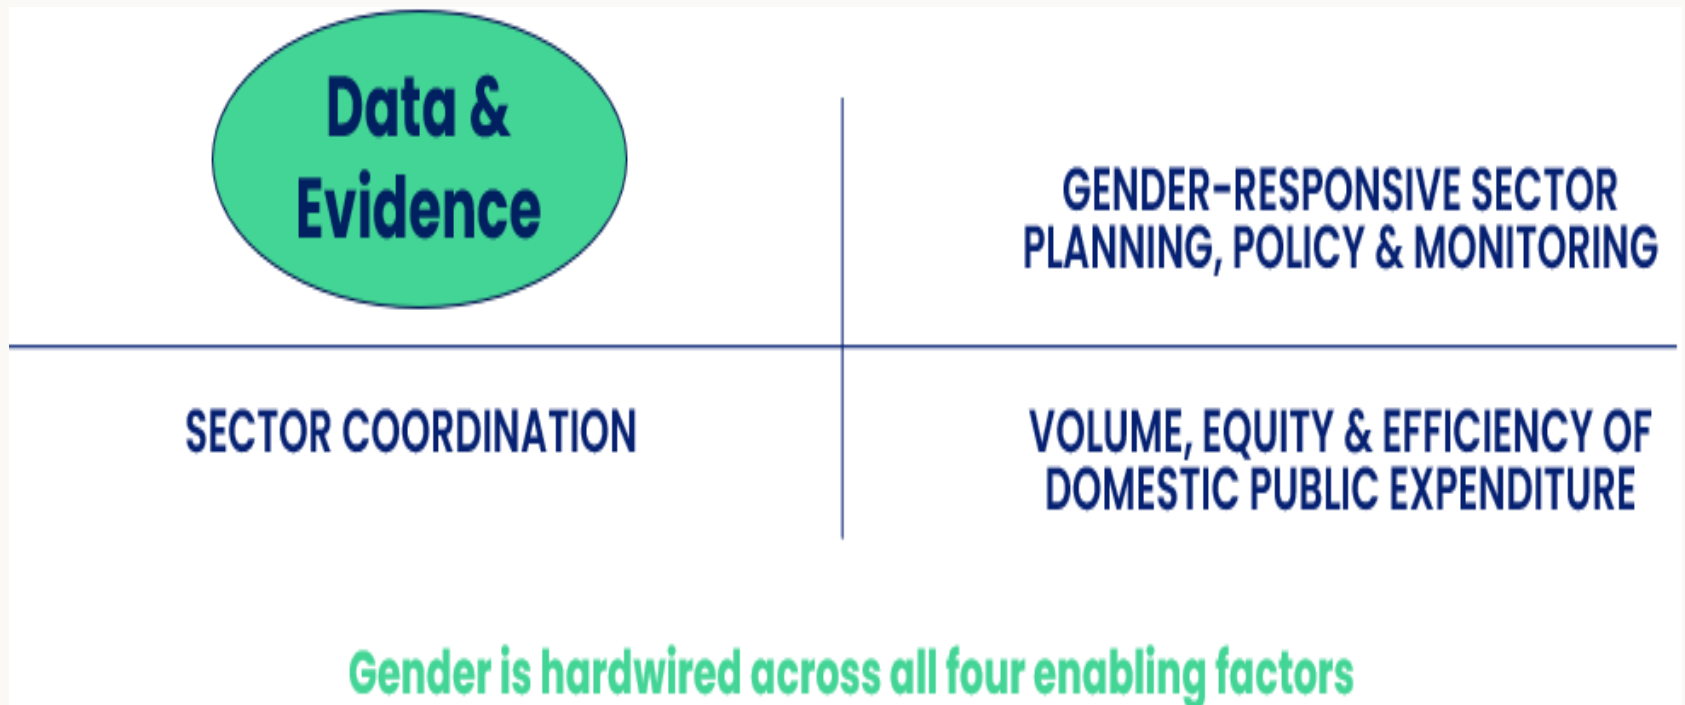 Data &
Evidence
GENDER-RESPONSIVE SECTOR
PLANNING, POLICY & MONITORING
SECTOR COORDINATION
VOLUME, EQUITY & EFFICIENCY OF
DOMESTIC PUBLIC EXPENDITURE
Gender is hardwired across all four enabling factors